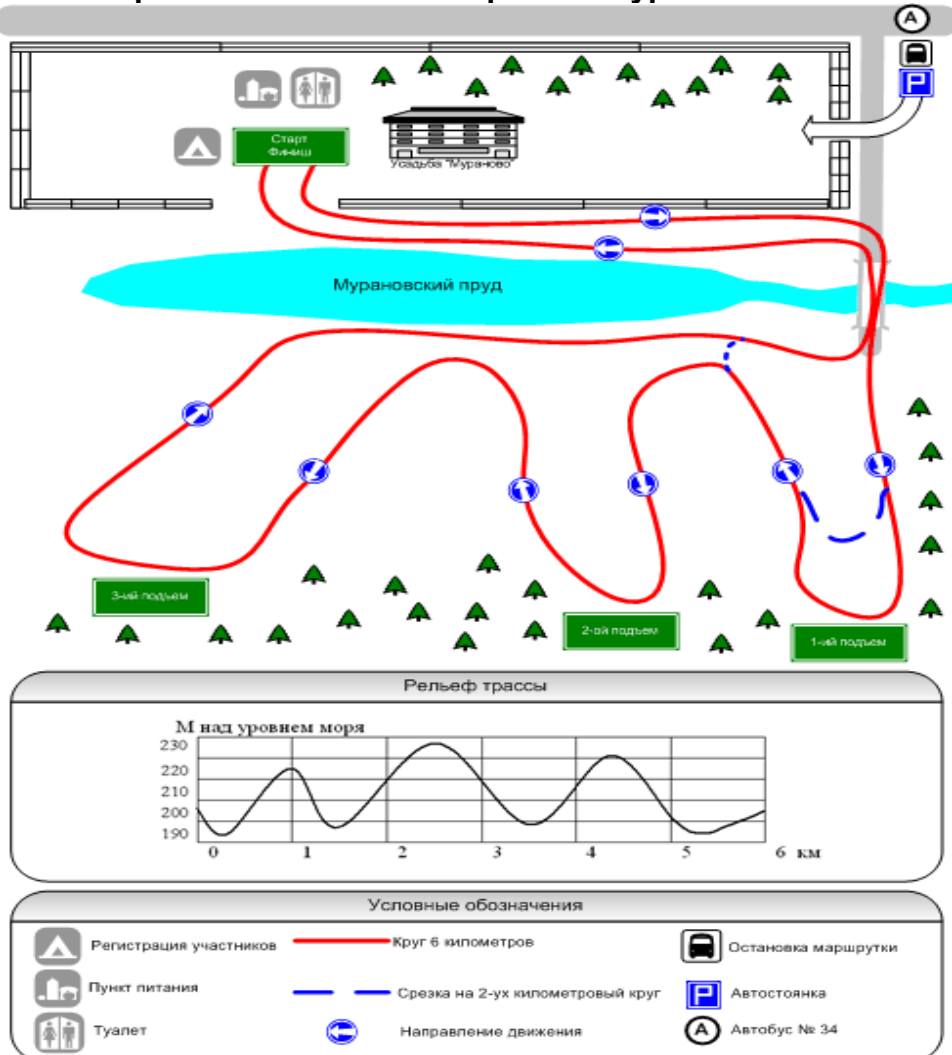 А
P
Старт
Финиш
Усадьба "Мураново"
Мурановский пруд
3-ий подъем
2-ой подъем
1-ий подъем
Рельеф трассы
М над уровнем моря
230
220
210
200
190
0 1 2 3 4 5 6 км
Условные обозначения
Регистрация участников
Круг 6 километров
Остановка маршрутки
Пункт питания
Срезка на 2-ух километровый круг
P
Автостоянка
Туалет
Направление движения
А
Автобус № 34